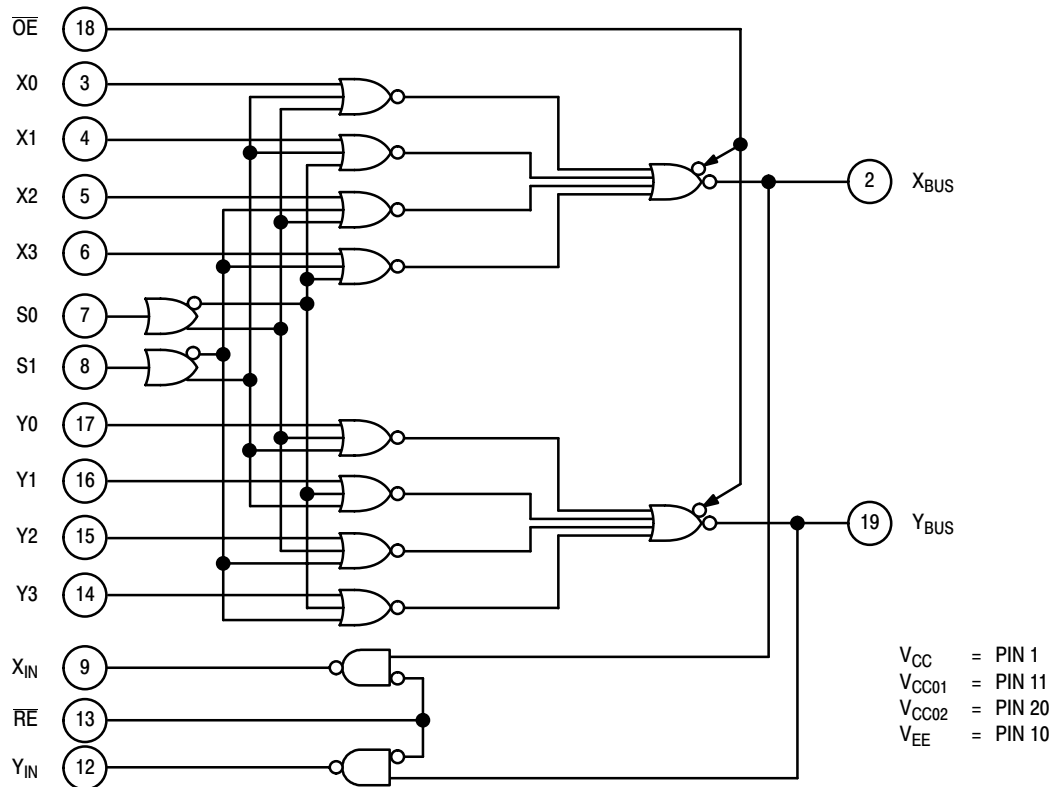 O̅E̅ 18
X0 3
X1 4
X2 5
2 XBUS
X3 6
S0 7
S1 8
Y0 17
Y1 16
Y2 15
19 YBUS
Y3 14
XIN 9
R̅E̅ 13
YIN 12
VCC = PIN 1
VCC01 = PIN 11
VCC02 = PIN 20
VEE = PIN 10